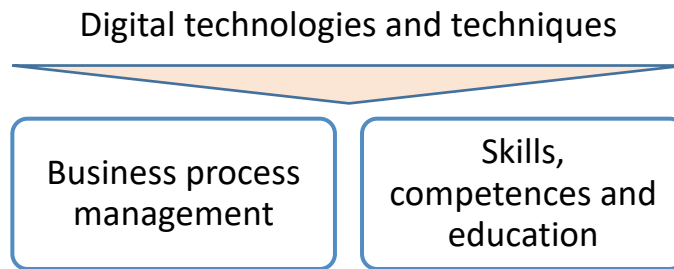 Digital technologies and techniques
Business process
management
Skills,
competences and
education